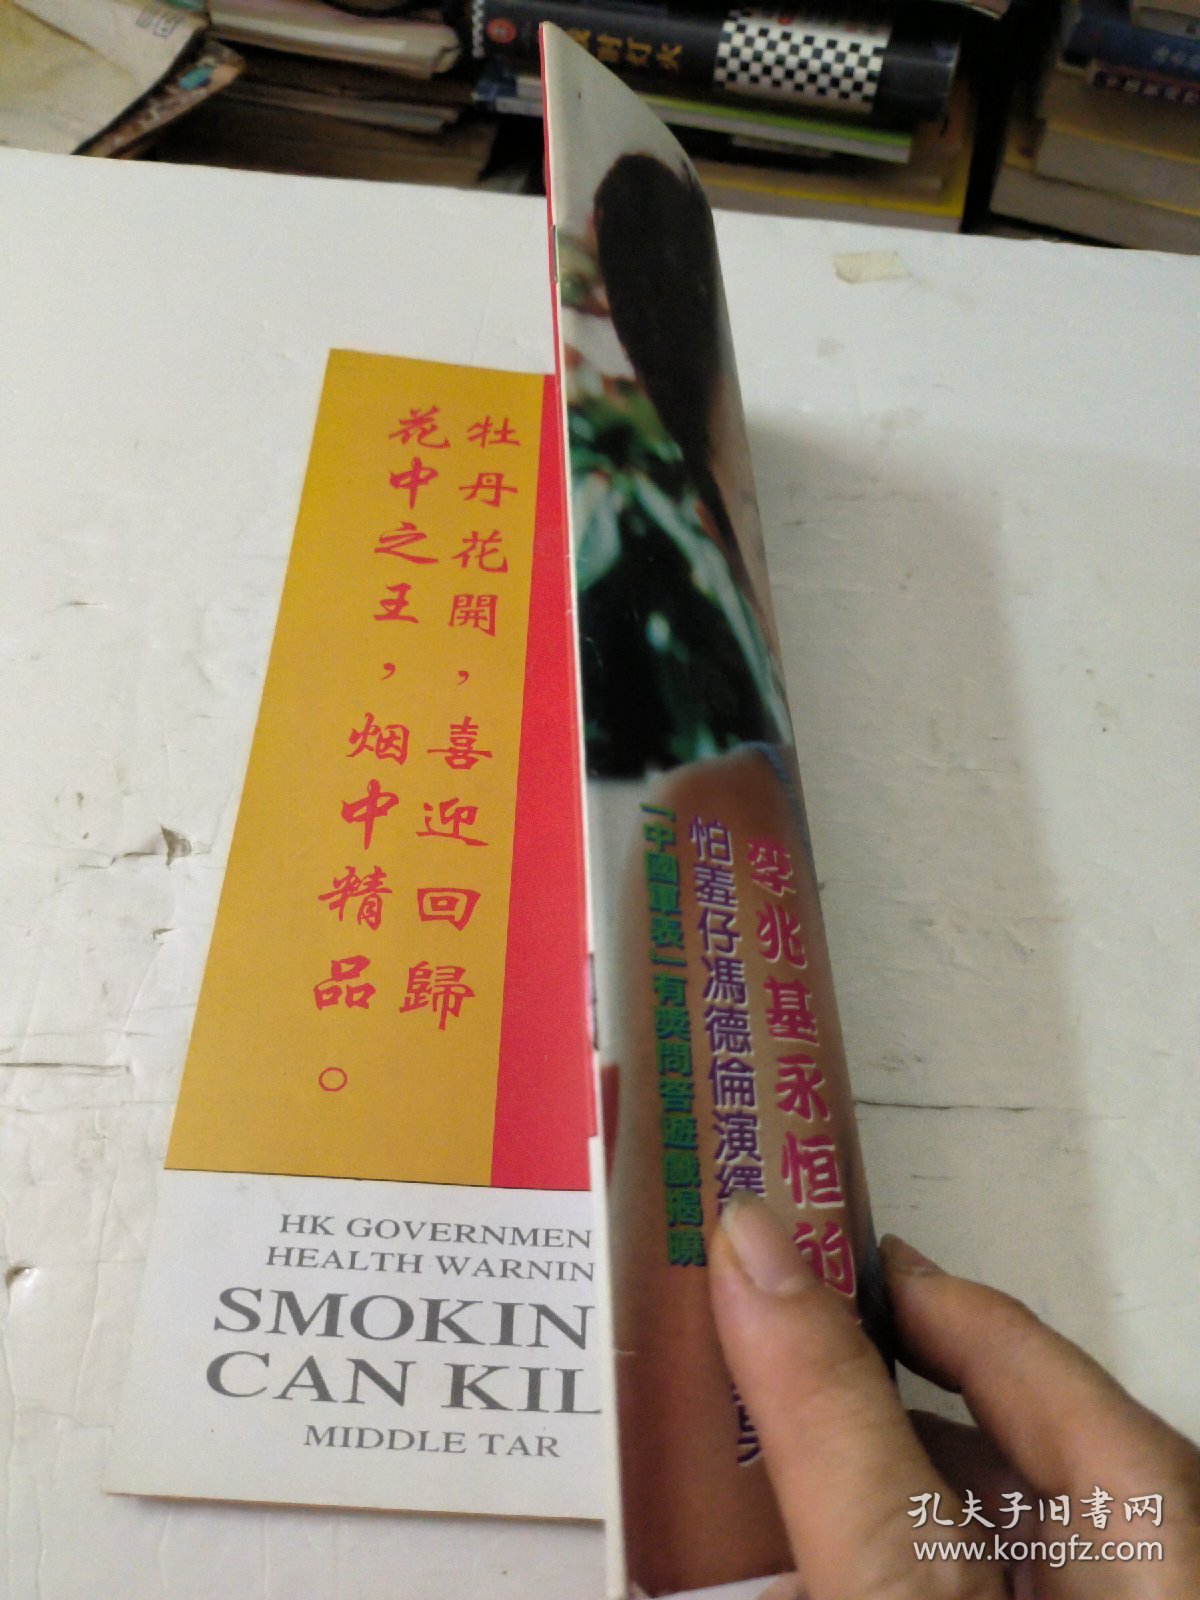 牡丹花開，喜迎回歸
花中之王，烟中精品。
HK GOVERNMEN
HEALTH WARNIN
SMOKIN
CAN KIL
MIDDLE TAR
李兆基永恒的
怕羞仔馮德倫演繹
「中國軍表」有獎問答遊戲揭曉
孔夫子旧书网
www.kongfz.com